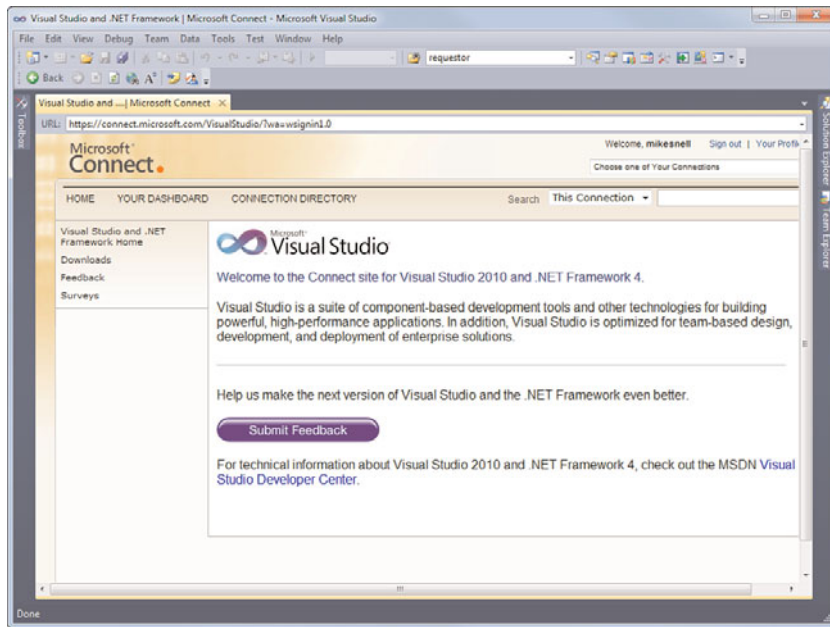 Visual Studio and .NET Framework | Microsoft Connect - Microsoft Visual Studio
File Edit View Debug Team Data Tools Test Window Help
requestor
Back
Visual Studio and ....| Microsoft Connect
URL: https://connect.microsoft.com/VisualStudio/?wa=wsignin1.0
Toolbox
Solution Explorer
Team Explorer
Microsoft
Connect.
Welcome, mikesnell Sign out | Your Profi
Choose one of Your Connections
HOME YOUR DASHBOARD CONNECTION DIRECTORY Search This Connection
Visual Studio and .NET
Framework Home
Downloads
Feedback
Surveys
Microsoft
Visual Studio
Welcome to the Connect site for Visual Studio 2010 and .NET Framework 4.
Visual Studio is a suite of component-based development tools and other technologies for building
powerful, high-performance applications. In addition, Visual Studio is optimized for team-based design,
development, and deployment of enterprise solutions.
Help us make the next version of Visual Studio and the .NET Framework even better.
Submit Feedback
For technical information about Visual Studio 2010 and .NET Framework 4, check out the MSDN Visual
Studio Developer Center.
Done